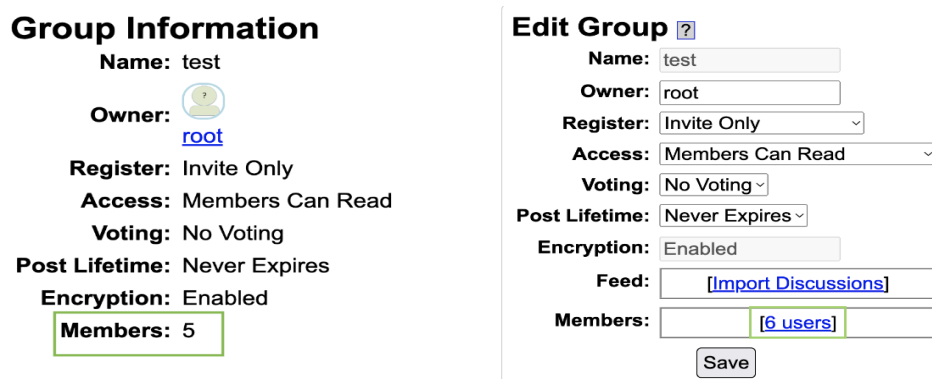 Group Information
Name: test
Owner: ?
root
Register: Invite Only
Access: Members Can Read
Voting: No Voting
Post Lifetime: Never Expires
Encryption: Enabled
Members: 5
Edit Group ?
Name: test
Owner: root
Register: Invite Only
Access: Members Can Read
Voting: No Voting
Post Lifetime: Never Expires
Encryption: Enabled
Feed: [Import Discussions]
Members: [6 users]
Save